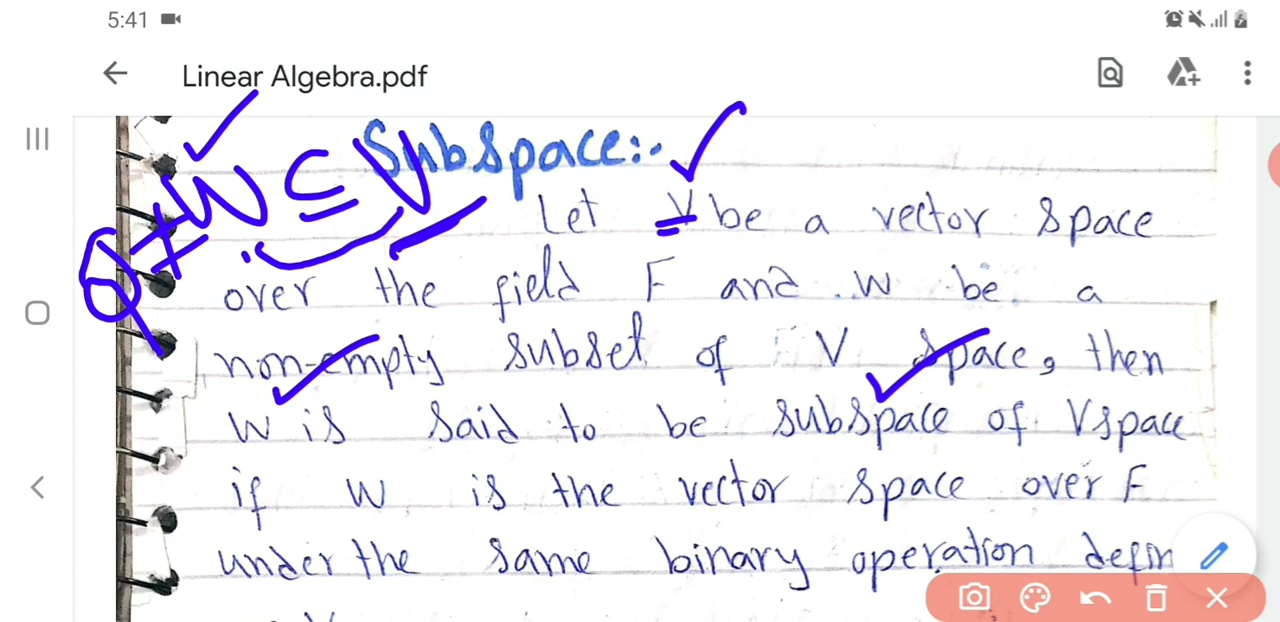 5:41
Linear Algebra.pdf
Subspace:-
φ ≠ W ⊆ V
Let V be a vector space
over the field F and W be a
non-empty subset of V space, then
W is said to be subspace of V space
if W is the vector space over F
under the same binary operation defin